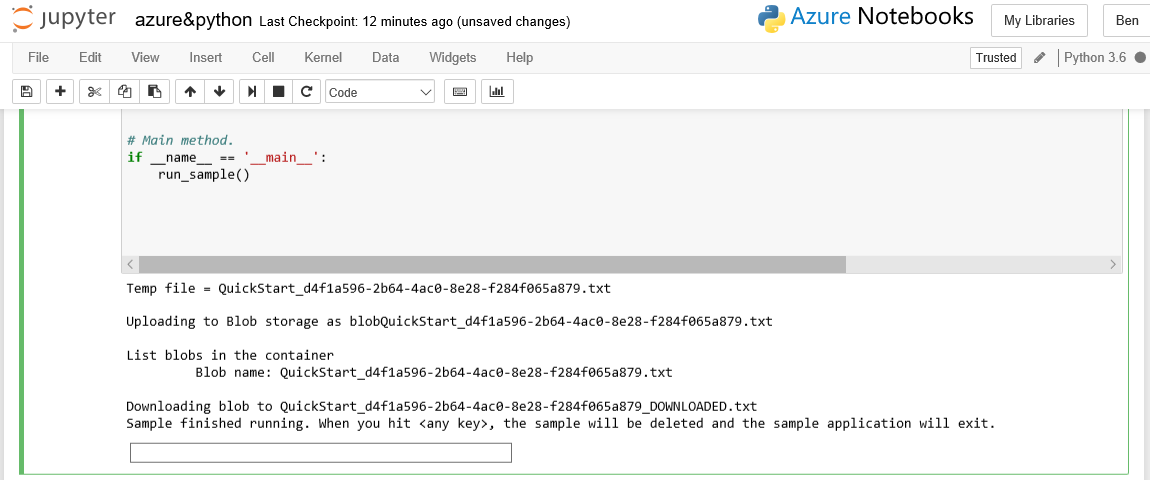 jupyter azure&python Last Checkpoint: 12 minutes ago (unsaved changes) Azure Notebooks My Libraries Ben
File Edit View Insert Cell Kernel Data Widgets Help Trusted Python 3.6
Code
# Main method.
if __name__ == '__main__':
    run_sample()
Temp file = QuickStart_d4f1a596-2b64-4ac0-8e28-f284f065a879.txt
Uploading to Blob storage as blobQuickStart_d4f1a596-2b64-4ac0-8e28-f284f065a879.txt
List blobs in the container
         Blob name: QuickStart_d4f1a596-2b64-4ac0-8e28-f284f065a879.txt
Downloading blob to QuickStart_d4f1a596-2b64-4ac0-8e28-f284f065a879_DOWNLOADED.txt
Sample finished running. When you hit <any key>, the sample will be deleted and the sample application will exit.